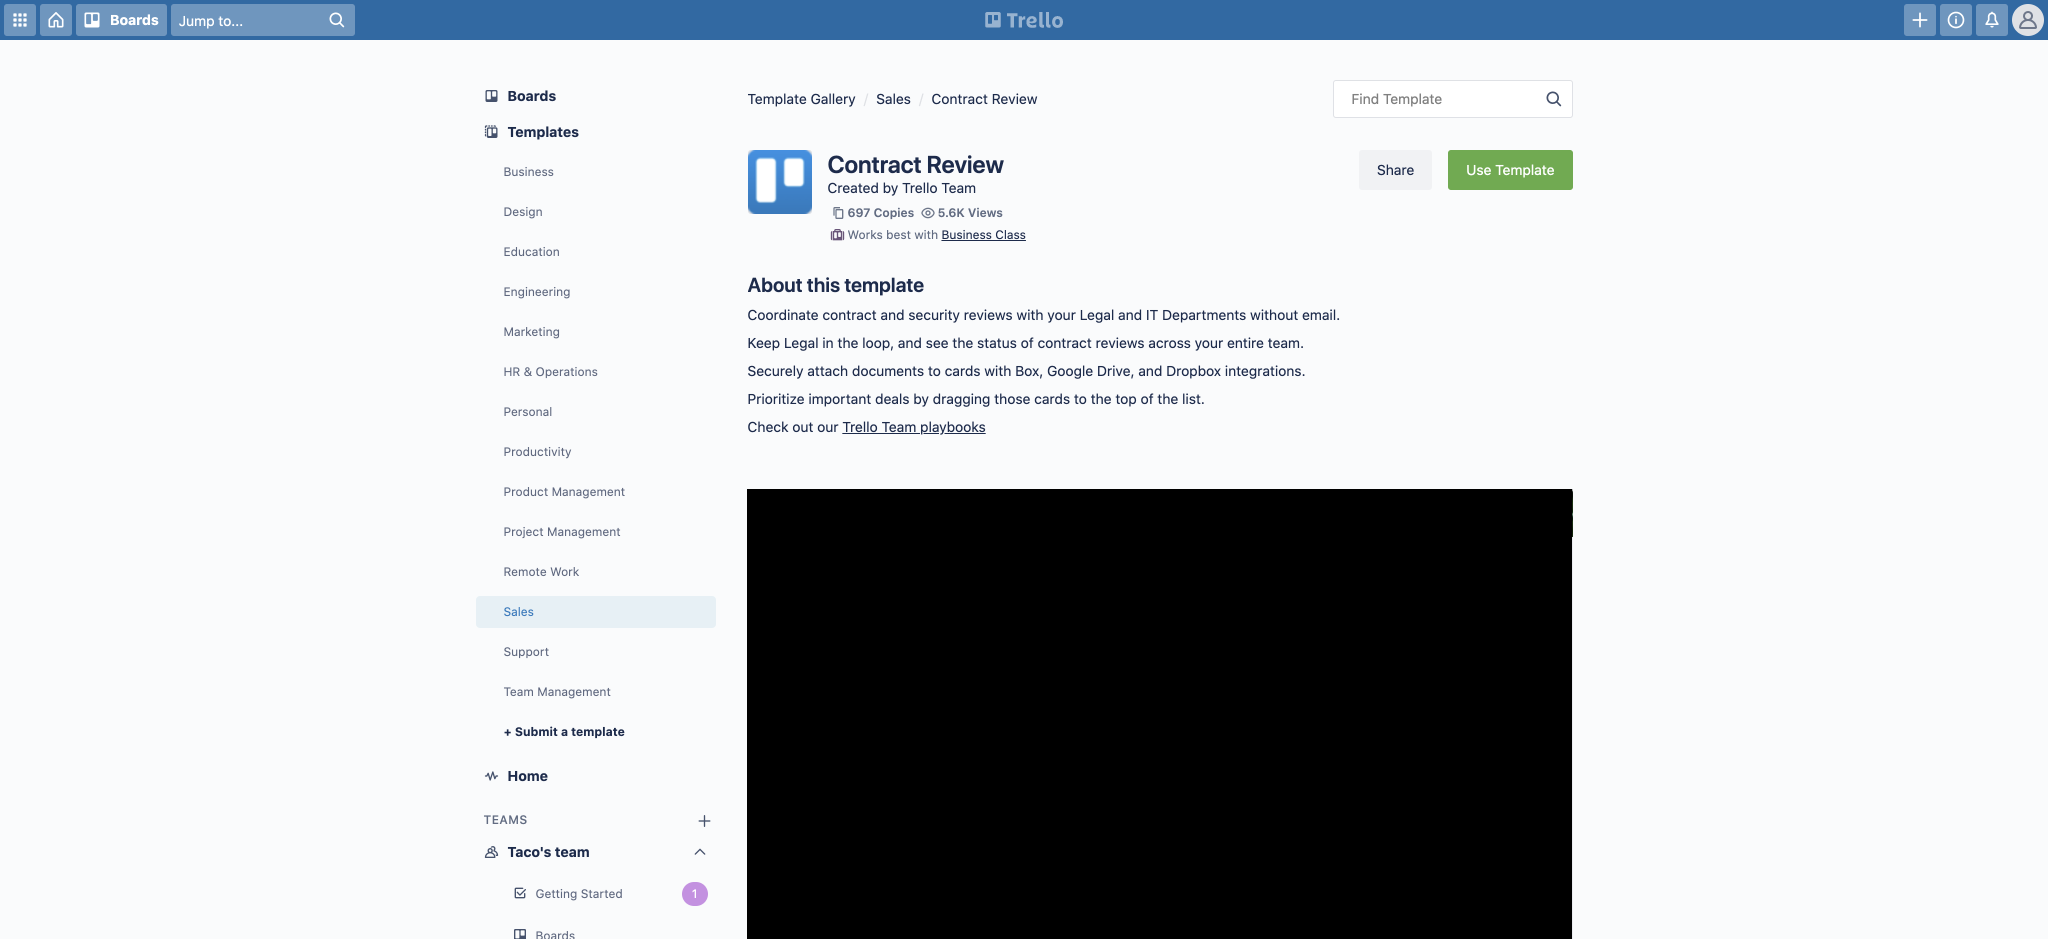 Boards
Jump to...
Trello
Boards
Templates
Business
Design
Education
Engineering
Marketing
HR & Operations
Personal
Productivity
Product Management
Project Management
Remote Work
Sales
Support
Team Management
+ Submit a template
Home
TEAMS
Taco's team
Getting Started 1
Boards
Template Gallery / Sales / Contract Review
Find Template
Contract Review
Created by Trello Team
697 Copies 5.6K Views
Works best with Business Class
Share
Use Template
About this template
Coordinate contract and security reviews with your Legal and IT Departments without email.
Keep Legal in the loop, and see the status of contract reviews across your entire team.
Securely attach documents to cards with Box, Google Drive, and Dropbox integrations.
Prioritize important deals by dragging those cards to the top of the list.
Check out our Trello Team playbooks